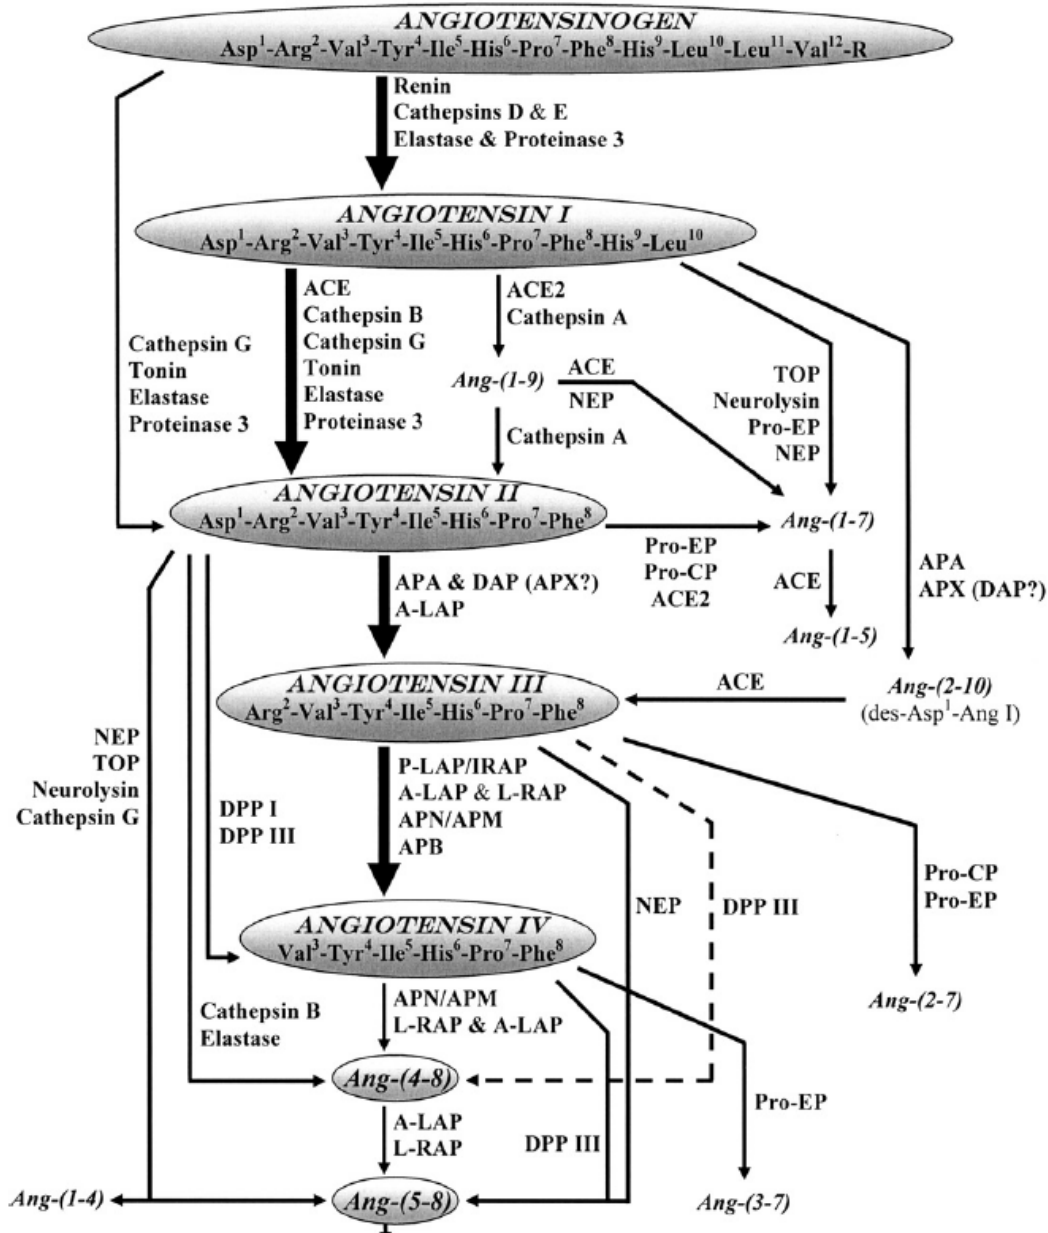 ANGIOTENSINOGEN
Asp¹-Arg²-Val³-Tyr⁴-Ile⁵-His⁶-Pro⁷-Phe⁸-His⁹-Leu¹⁰-Leu¹¹-Val¹²-R
Renin
Cathepsins D & E
Elastase & Proteinase 3
ANGIOTENSIN I
Asp¹-Arg²-Val³-Tyr⁴-Ile⁵-His⁶-Pro⁷-Phe⁸-His⁹-Leu¹⁰
Cathepsin G
Tonin
Elastase
Proteinase 3
ACE
Cathepsin B
Cathepsin G
Tonin
Elastase
Proteinase 3
ACE2
Cathepsin A
Ang-(1-9)
ACE
NEP
Cathepsin A
TOP
Neurolysin
Pro-EP
NEP
ANGIOTENSIN II
Asp¹-Arg²-Val³-Tyr⁴-Ile⁵-His⁶-Pro⁷-Phe⁸
Ang-(1-7)
Pro-EP
Pro-CP
ACE2
ACE
APA
APX (DAP?)
APA & DAP (APX?)
A-LAP
Ang-(1-5)
ANGIOTENSIN III
Arg²-Val³-Tyr⁴-Ile⁵-His⁶-Pro⁷-Phe⁸
ACE
Ang-(2-10)
(des-Asp¹-Ang I)
NEP
TOP
Neurolysin
Cathepsin G
DPP I
DPP III
P-LAP/IRAP
A-LAP & L-RAP
APN/APM
APB
NEP
DPP III
Pro-CP
Pro-EP
ANGIOTENSIN IV
Val³-Tyr⁴-Ile⁵-His⁶-Pro⁷-Phe⁸
Ang-(2-7)
Cathepsin B
Elastase
APN/APM
L-RAP & A-LAP
Ang-(4-8)
Pro-EP
A-LAP
L-RAP
DPP III
Ang-(1-4)
Ang-(5-8)
Ang-(3-7)